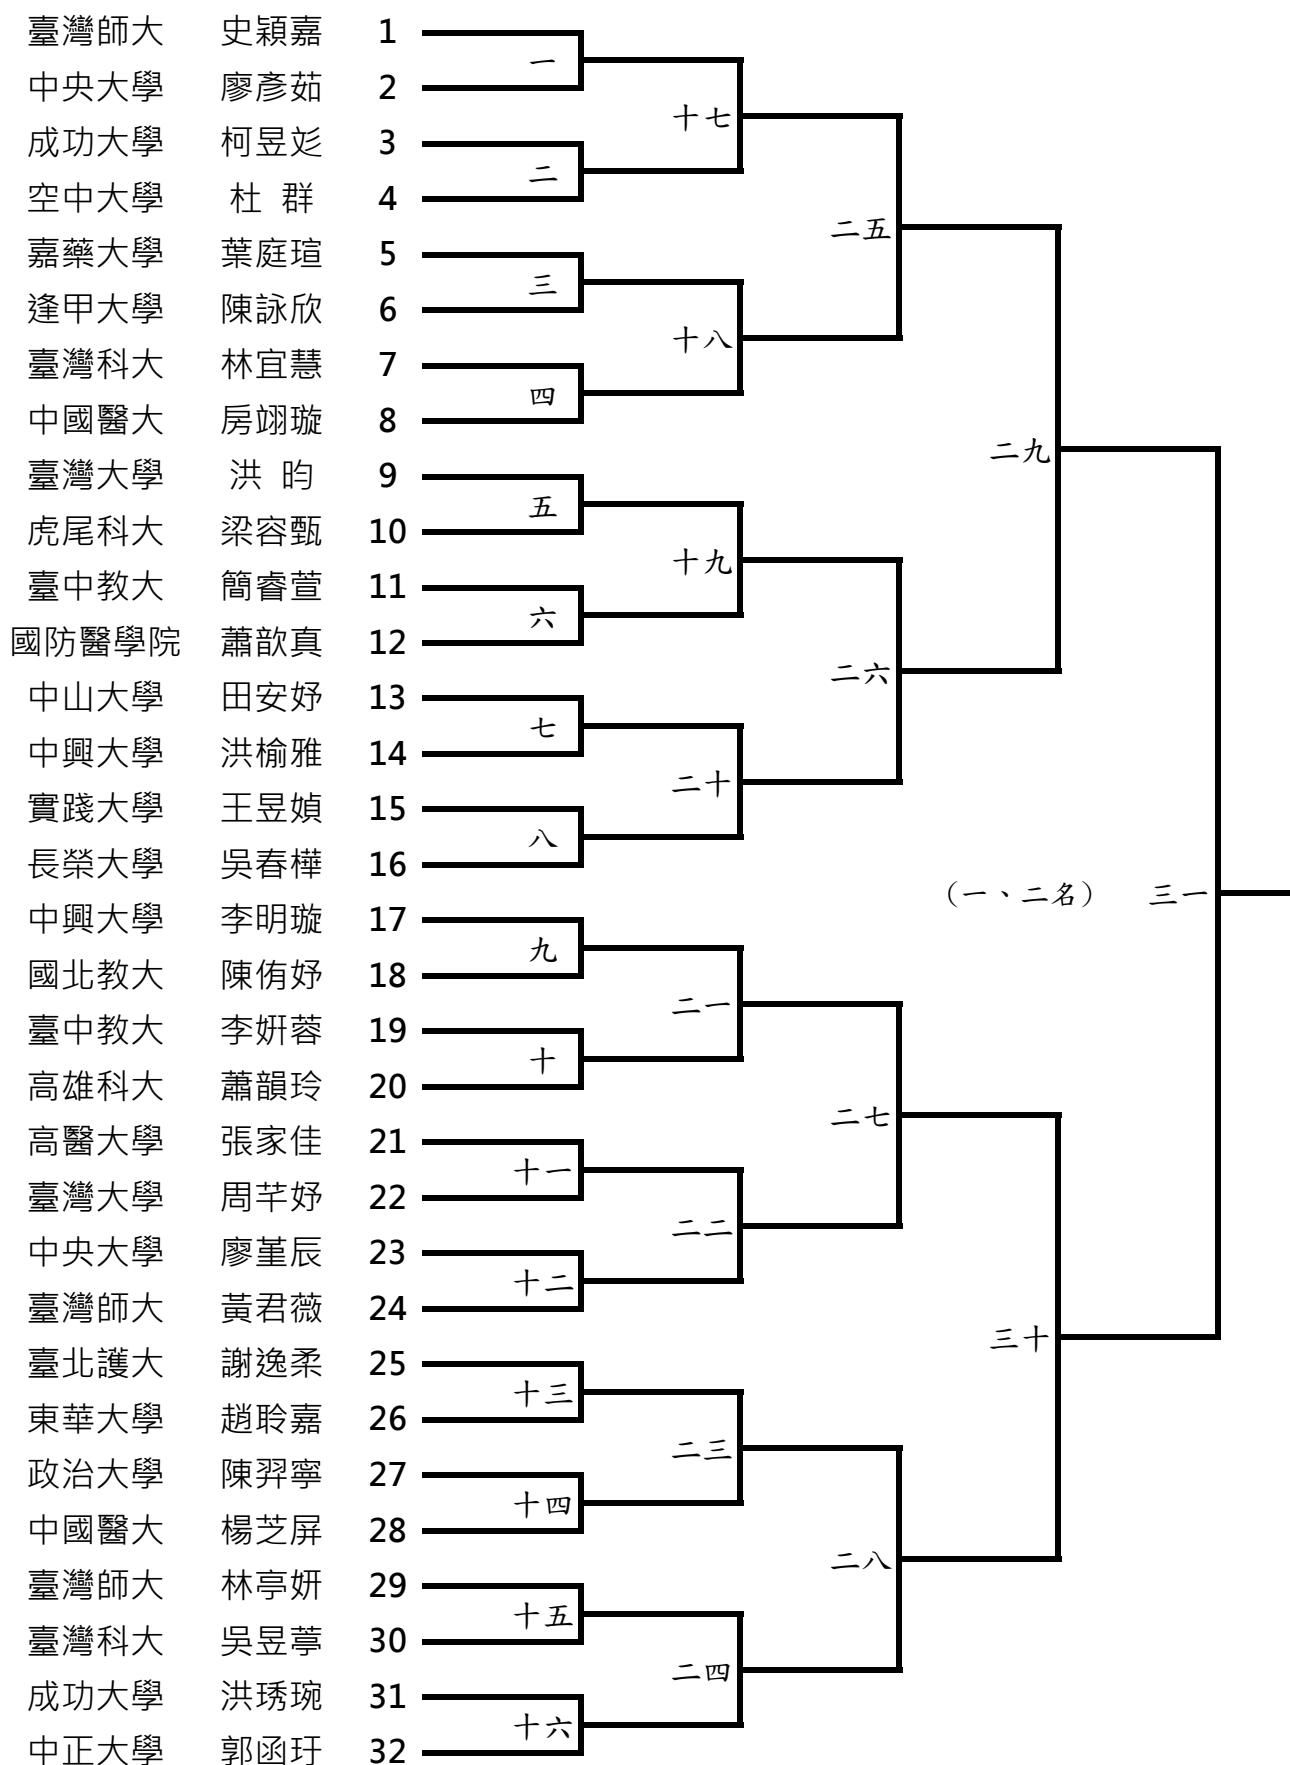 臺灣師大 史穎嘉 1
一
中央大學 廖彥茹 2
十七
成功大學 柯昱彣 3
二
空中大學 杜 群 4
二五
嘉藥大學 葉庭瑄 5
三
逢甲大學 陳詠欣 6
十八
臺灣科大 林宜慧 7
四
中國醫大 房翊璇 8
二九
臺灣大學 洪 昀 9
五
虎尾科大 梁容甄 10
十九
臺中教大 簡睿萱 11
六
國防醫學院 蕭歆真 12
二六
中山大學 田安妤 13
七
中興大學 洪榆雅 14
二十
實踐大學 王昱媜 15
八
長榮大學 吳春樺 16
(一、二名) 三一
中興大學 李明璇 17
九
國北教大 陳侑妤 18
二一
臺中教大 李姸蓉 19
十
高雄科大 蕭韻玲 20
二七
高醫大學 張家佳 21
十一
臺灣大學 周芊妤 22
二二
中央大學 廖堇辰 23
十二
臺灣師大 黃君薇 24
三十
臺北護大 謝逸柔 25
十三
東華大學 趙聆嘉 26
二三
政治大學 陳羿寧 27
十四
中國醫大 楊芝屏 28
二八
臺灣師大 林亭妍 29
十五
臺灣科大 吳昱葶 30
二四
成功大學 洪琇琬 31
十六
中正大學 郭函玗 32